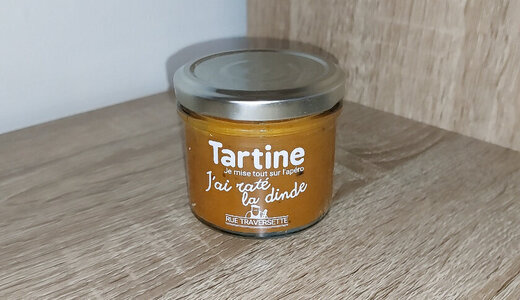 Tartine
Je mise tout sur l'apéro
J'ai raté
la dinde
RUE TRAVERSETTE